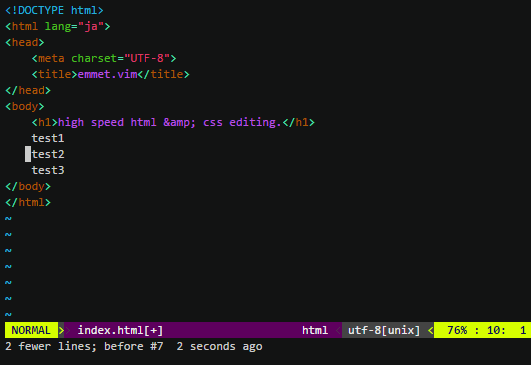 <!DOCTYPE html>
<html lang="ja">
<head>
    <meta charset="UTF-8">
    <title>emmet.vim</title>
</head>
<body>
    <h1>high speed html &amp; css editing.</h1>
    test1
    test2
    test3
</body>
</html>
~
~
~
~
~
~
~
NORMAL > index.html[+] html utf-8[unix] < 76% : 10: 1
2 fewer lines; before #7  2 seconds ago